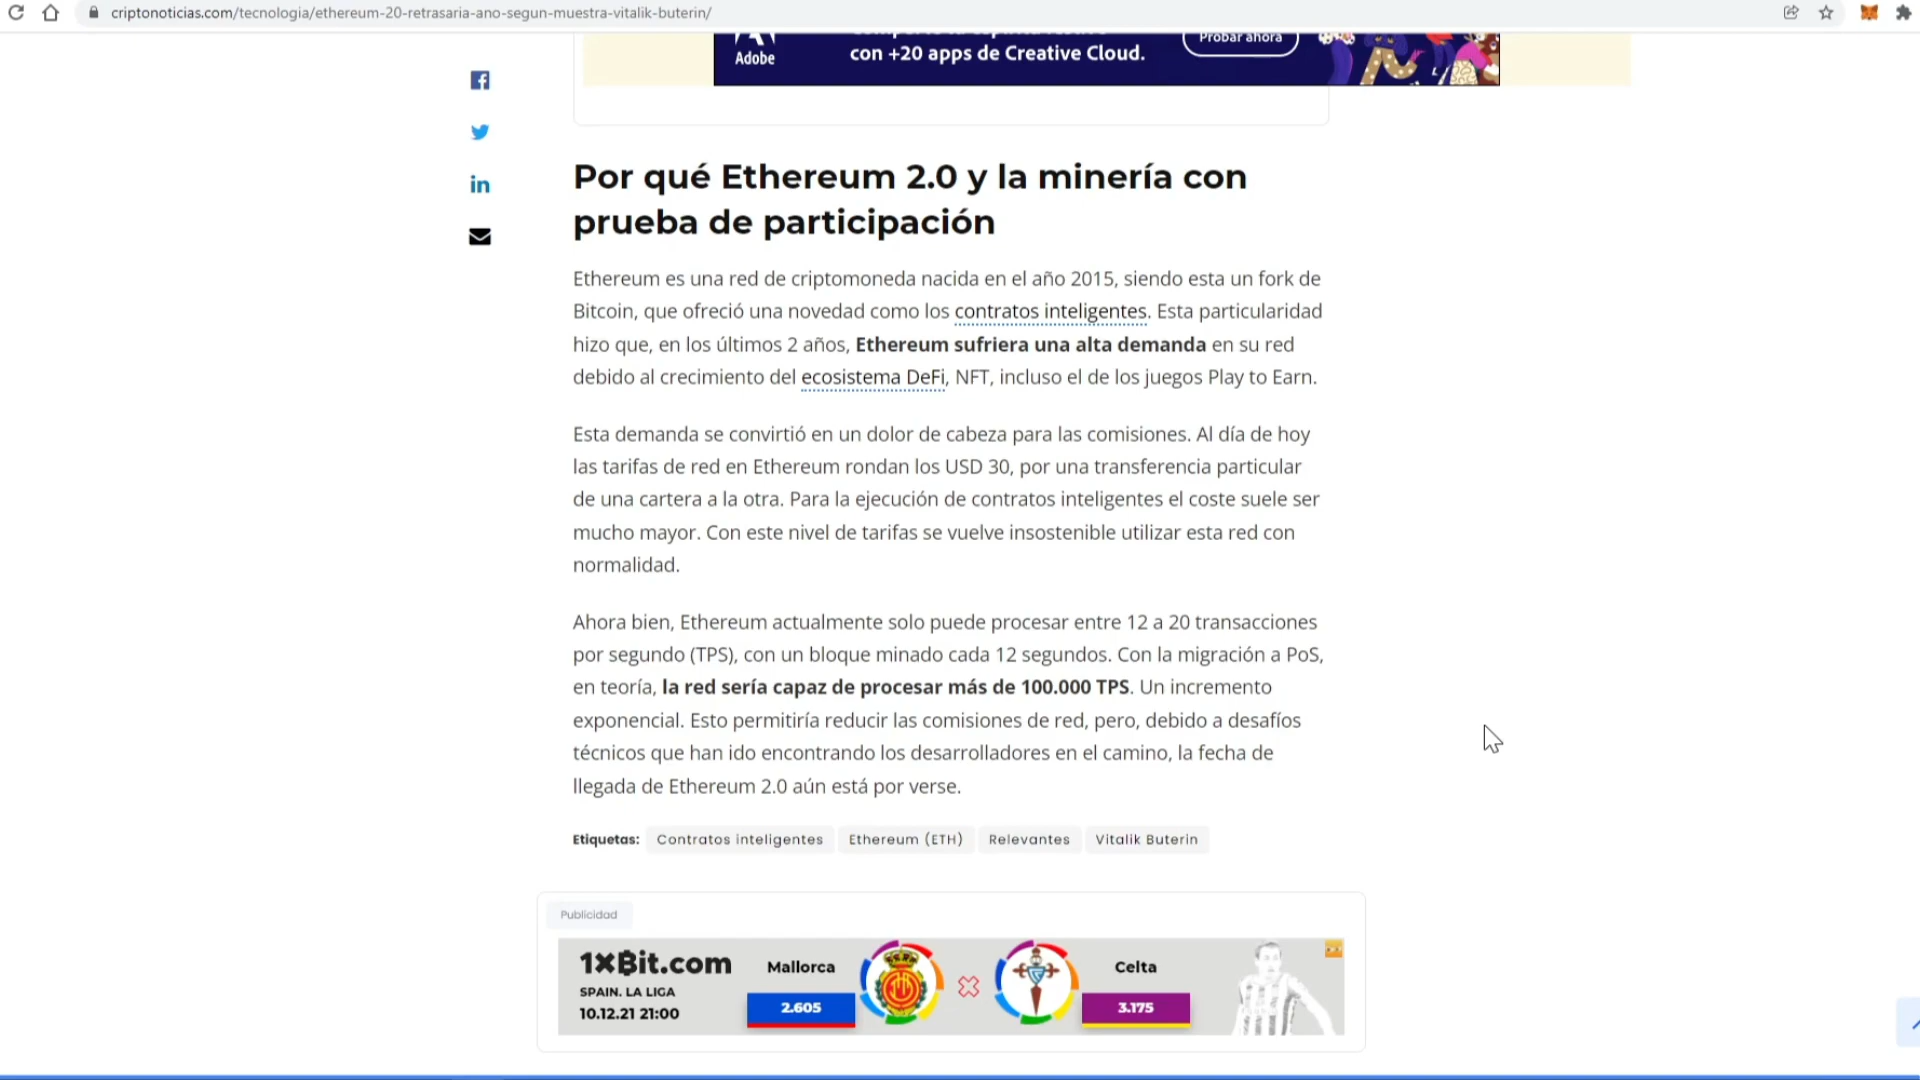 criptonoticias.com/tecnologia/ethereum-20-retrasaria-ano-segun-muestra-vitalik-buterin/
Adobe
con +20 apps de Creative Cloud.
Probar ahora
Por qué Ethereum 2.0 y la minería con
prueba de participación
Ethereum es una red de criptomoneda nacida en el año 2015, siendo esta un fork de
Bitcoin, que ofreció una novedad como los contratos inteligentes. Esta particularidad
hizo que, en los últimos 2 años, Ethereum sufriera una alta demanda en su red
debido al crecimiento del ecosistema DeFi, NFT, incluso el de los juegos Play to Earn.
Esta demanda se convirtió en un dolor de cabeza para las comisiones. Al día de hoy
las tarifas de red en Ethereum rondan los USD 30, por una transferencia particular
de una cartera a la otra. Para la ejecución de contratos inteligentes el coste suele ser
mucho mayor. Con este nivel de tarifas se vuelve insostenible utilizar esta red con
normalidad.
Ahora bien, Ethereum actualmente solo puede procesar entre 12 a 20 transacciones
por segundo (TPS), con un bloque minado cada 12 segundos. Con la migración a PoS,
en teoría, la red sería capaz de procesar más de 100.000 TPS. Un incremento
exponencial. Esto permitiría reducir las comisiones de red, pero, debido a desafíos
técnicos que han ido encontrando los desarrolladores en el camino, la fecha de
llegada de Ethereum 2.0 aún está por verse.
Etiquetas: Contratos inteligentes Ethereum (ETH) Relevantes Vitalik Buterin
Publicidad
1xBit.com
SPAIN. LA LIGA
10.12.21 21:00
Mallorca
2.605
Celta
3.175